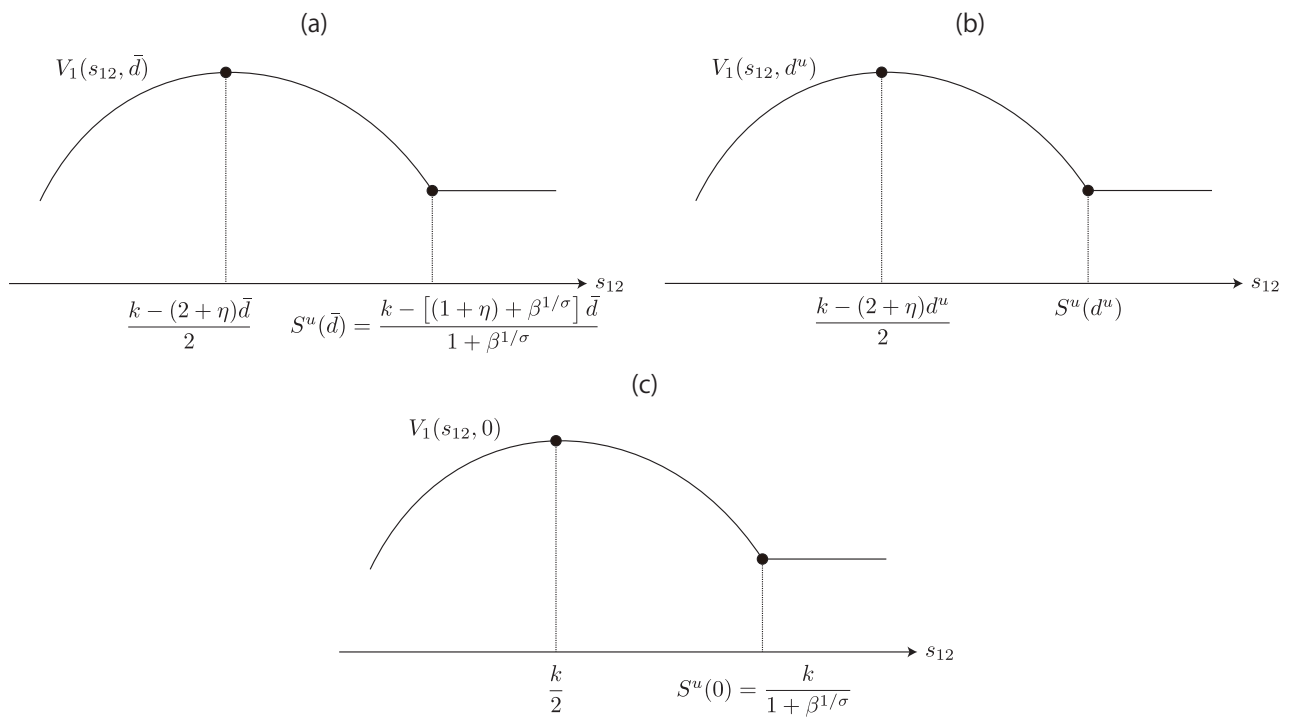 (a)
$V_1(s_{12}, \bar{d})$
$s_{12}$
$\frac{k-(2+\eta)\bar{d}}{2}$
$S^u(\bar{d}) = \frac{k-\left[(1+\eta)+\beta^{1/\sigma}\right]\bar{d}}{1+\beta^{1/\sigma}}$
(b)
$V_1(s_{12}, d^u)$
$s_{12}$
$\frac{k-(2+\eta)d^u}{2}$
$S^u(d^u)$
(c)
$V_1(s_{12}, 0)$
$s_{12}$
$\frac{k}{2}$
$S^u(0) = \frac{k}{1+\beta^{1/\sigma}}$